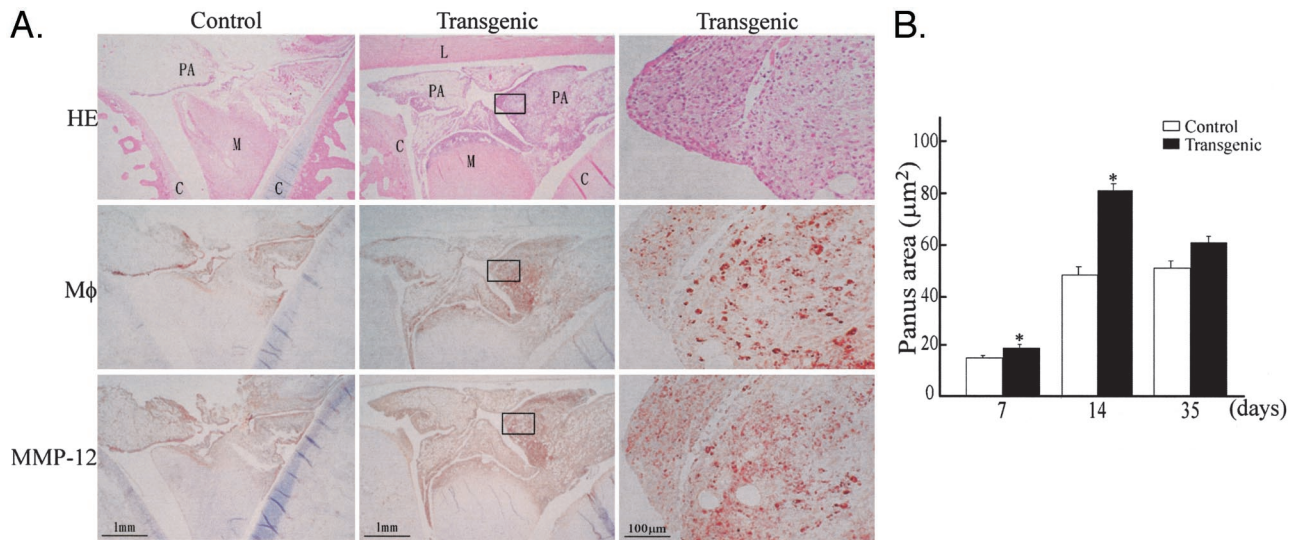 A.
Control
Transgenic
Transgenic
HE
PA
M
C
C
L
PA
PA
C
M
C
Mϕ
MMP-12
1mm
1mm
100μm
B.
Control
Transgenic
Panus area (μm²)
100
80
60
40
20
0
*
*
7
14
35
(days)